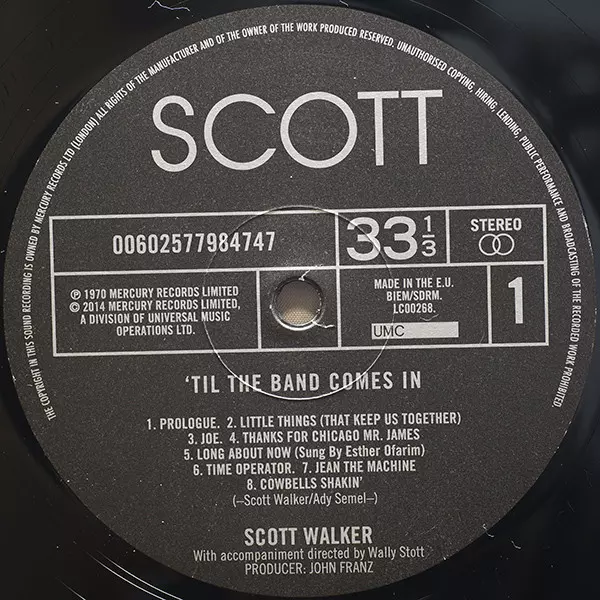 THE COPYRIGHT IN THIS SOUND RECORDING IS OWNED BY MERCURY RECORDS LTD (LONDON) ALL RIGHTS OF THE MANUFACTURER AND OF THE OWNER OF THE WORK PRODUCED RESERVED. UNAUTHORISED COPYING, HIRING, LENDING, PUBLIC PERFORMANCE AND BROADCASTING OF THE RECORDED WORK PROHIBITED.
SCOTT
00602577984747
33 1/3
STEREO
℗ 1970 MERCURY RECORDS LIMITED
© 2014 MERCURY RECORDS LIMITED,
A DIVISION OF UNIVERSAL MUSIC
OPERATIONS LTD.
MADE IN THE E.U.
BIEM/SDRM.
LC00268.
UMC
1
'TIL THE BAND COMES IN
1. PROLOGUE. 2. LITTLE THINGS (THAT KEEP US TOGETHER)
3. JOE. 4. THANKS FOR CHICAGO MR. JAMES
5. LONG ABOUT NOW (Sung By Esther Ofarim)
6. TIME OPERATOR. 7. JEAN THE MACHINE
8. COWBELLS SHAKIN'
(–Scott Walker/Ady Semel–)
SCOTT WALKER
With accompaniment directed by Wally Stott
PRODUCER: JOHN FRANZ